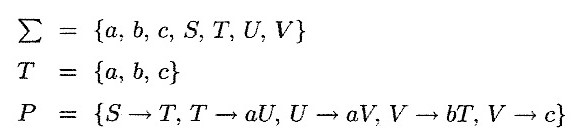 ∑ = {a, b, c, S, T, U, V}
T = {a, b, c}
P = {S → T, T → aU, U → aV, V → bT, V → c}